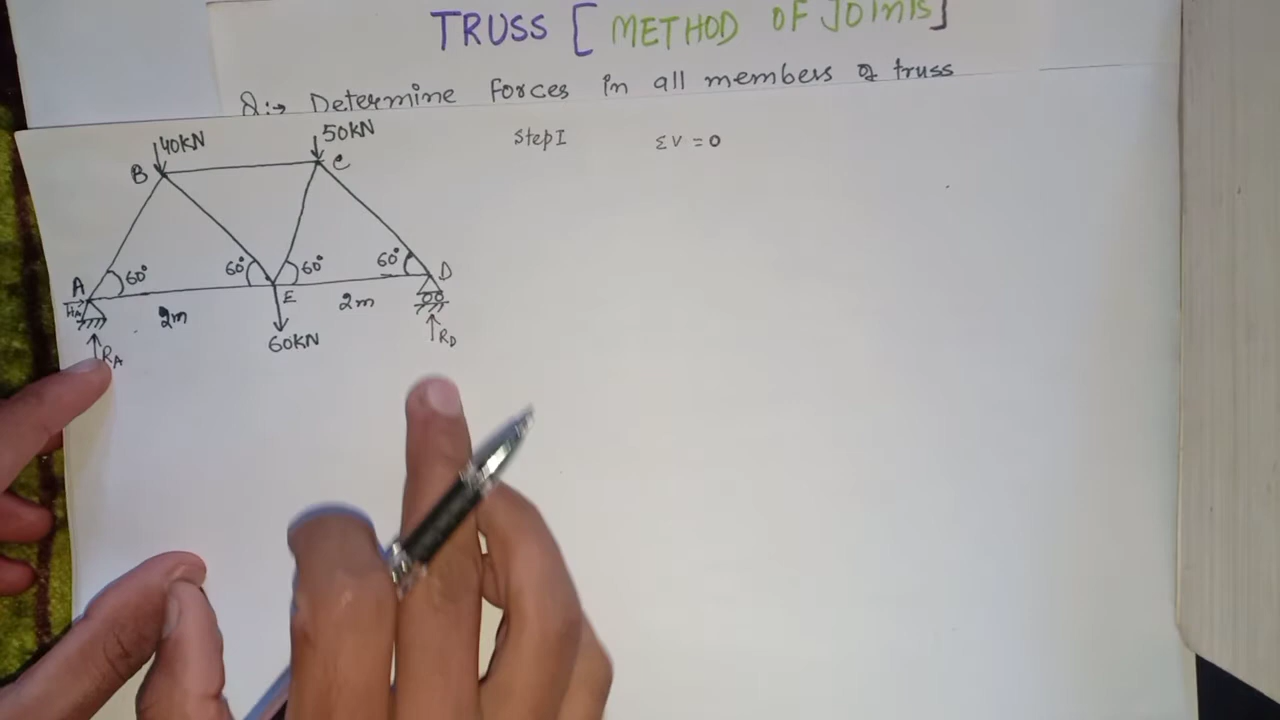 TRUSS [METHOD OF JOINTS]
Q:→ Determine forces in all members of truss
Step I ΣV = 0
40KN
50KN
B
C
A
60°
60°
60°
60°
D
HA
E
2m
2m
60KN
RA
RD